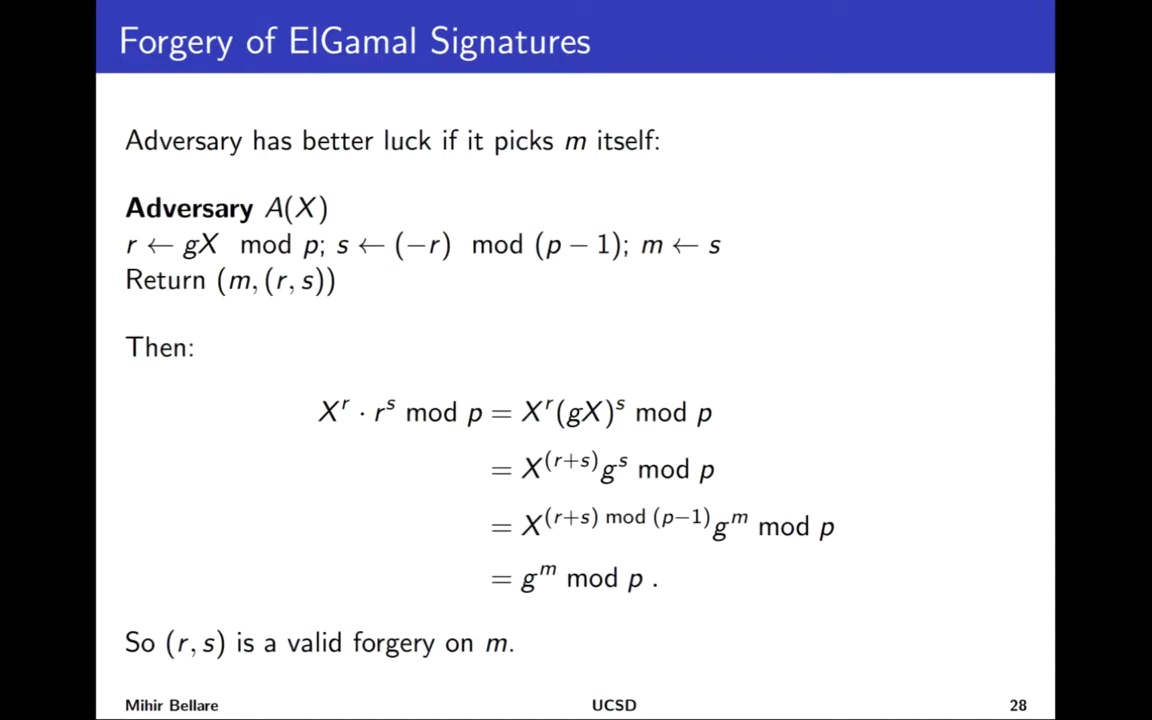 Forgery of ElGamal Signatures
Adversary has better luck if it picks m itself:
Adversary A(X)
r ← gX mod p; s ← (−r) mod (p − 1); m ← s
Return (m, (r, s))
Then:
X^r · r^s mod p = X^r(gX)^s mod p
= X^(r+s) g^s mod p
= X^(r+s) mod (p−1) g^m mod p
= g^m mod p .
So (r, s) is a valid forgery on m.
Mihir Bellare UCSD 28